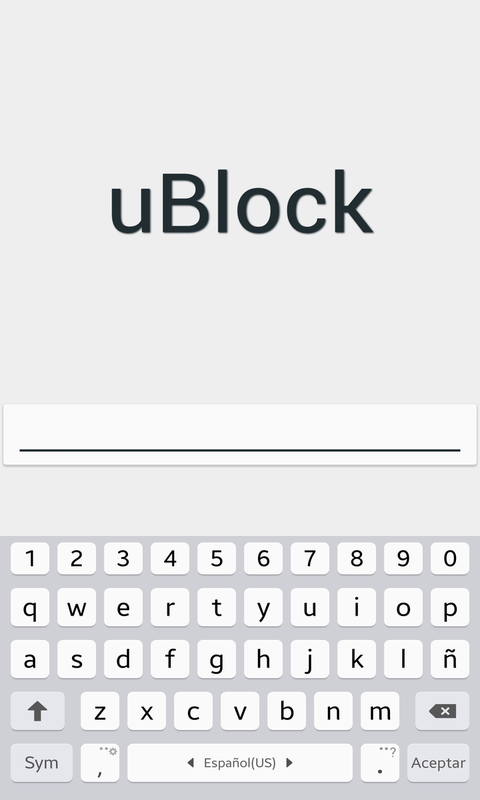 uBlock
1 2 3 4 5 6 7 8 9 0
q w e r t y u i o p
a s d f g h j k l ñ
z x c v b n m
Sym , Español(US) . ? Aceptar